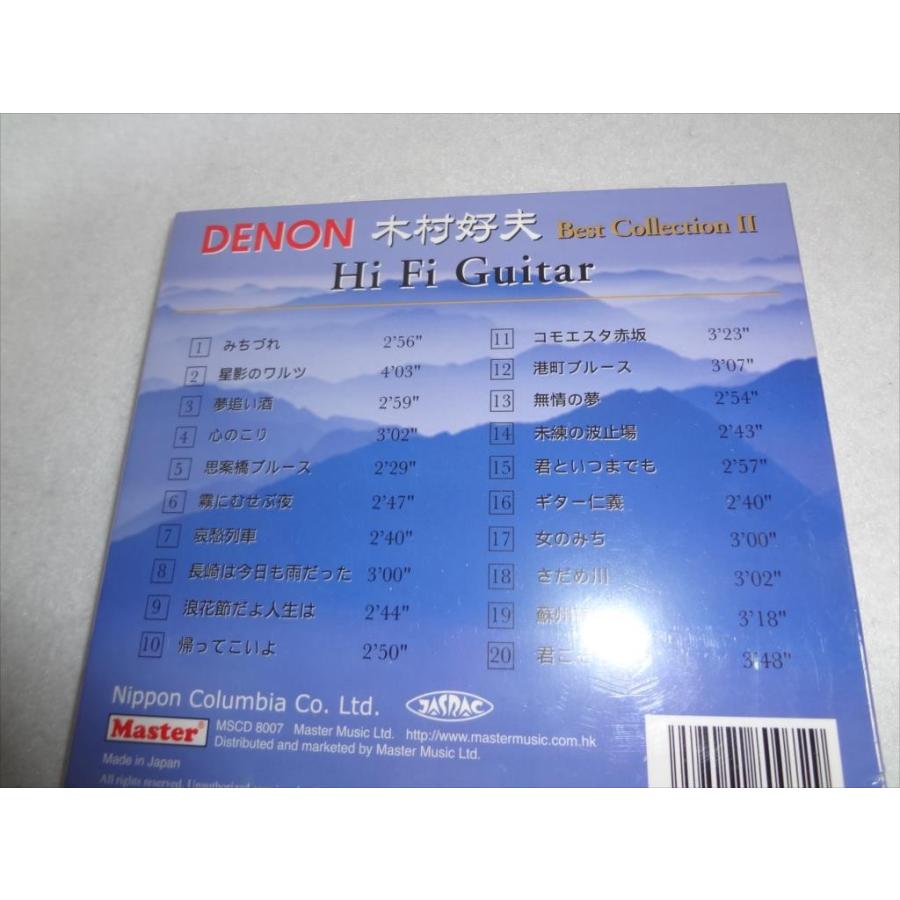 DENON 木村好夫 Best Collection II
Hi Fi Guitar
1 みちづれ 2'56"
2 星影のワルツ 4'03"
3 夢追い酒 2'59"
4 心のこり 3'02"
5 思案橋ブルース 2'29"
6 霧にむせぶ夜 2'47"
7 哀愁列車 2'40"
8 長崎は今日も雨だった 3'00"
9 浪花節だよ人生は 2'44"
10 帰ってこいよ 2'50"
11 コモエスタ赤坂 3'23"
12 港町ブルース 3'07"
13 無情の夢 2'54"
14 未練の波止場 2'43"
15 君といつまでも 2'57"
16 ギター仁義 2'40"
17 女のみち 3'00"
18 さだめ川 3'02"
19 蘇州 3'18"
20 君こそ 3'48"
Nippon Columbia Co. Ltd. JASRAC
Master MSCD 8007 Master Music Ltd. http://www.mastermusic.com.hk
Distributed and marketed by Master Music Ltd.
Made in Japan
All rights reserved. Unauthorized